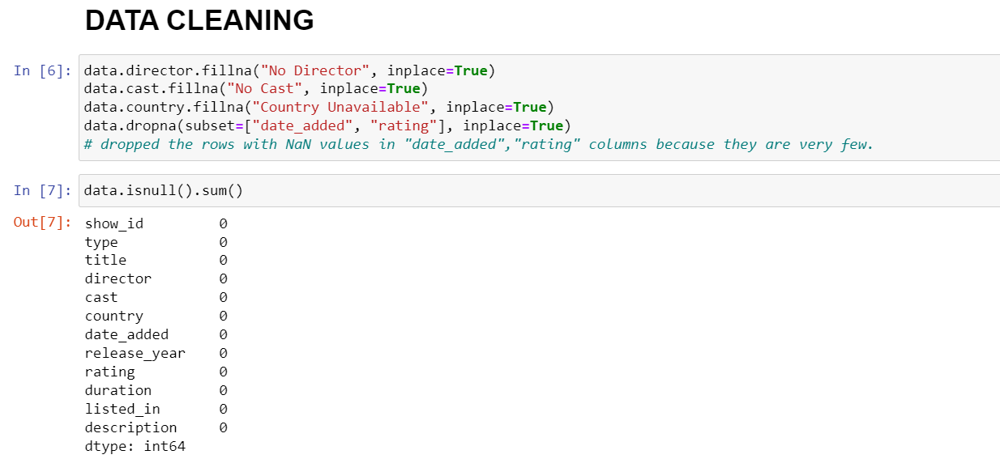 DATA CLEANING
In [6]: data.director.fillna("No Director", inplace=True)
data.cast.fillna("No Cast", inplace=True)
data.country.fillna("Country Unavailable", inplace=True)
data.dropna(subset=["date_added", "rating"], inplace=True)
# dropped the rows with NaN values in "date_added","rating" columns because they are very few.
In [7]: data.isnull().sum()
Out[7]: show_id 0
type 0
title 0
director 0
cast 0
country 0
date_added 0
release_year 0
rating 0
duration 0
listed_in 0
description 0
dtype: int64